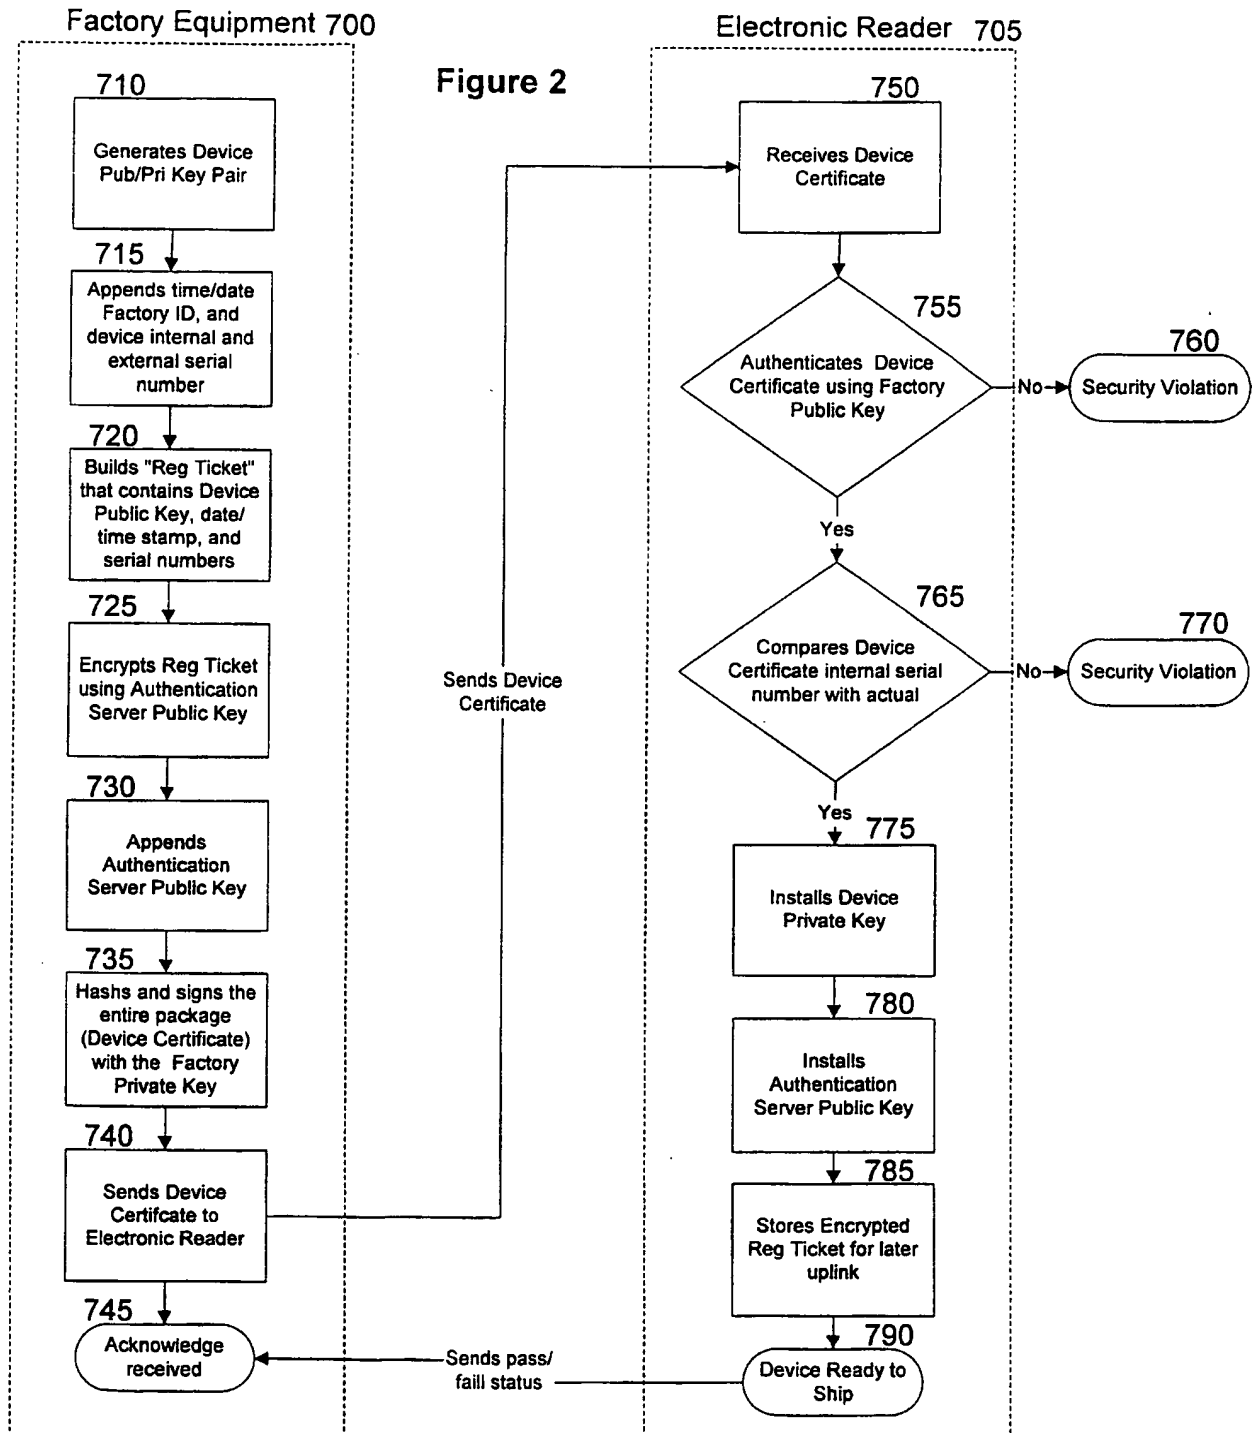 Factory Equipment 700
Electronic Reader 705
Figure 2
710
Generates Device
Pub/Pri Key Pair
715
Appends time/date
Factory ID, and
device internal and
external serial
number
720
Builds "Reg Ticket"
that contains Device
Public Key, date/
time stamp, and
serial numbers
725
Encrypts Reg Ticket
using Authentication
Server Public Key
730
Appends
Authentication
Server Public Key
735
Hashs and signs the
entire package
(Device Certificate)
with the Factory
Private Key
740
Sends Device
Certifcate to
Electronic Reader
745
Acknowledge
received
Sends Device
Certificate
Sends pass/
faill status
750
Receives Device
Certificate
755
Authenticates Device
Certificate using Factory
Public Key
No
760
Security Violation
Yes
765
Compares Device
Certificate internal serial
number with actual
No
770
Security Violation
Yes
775
Installs Device
Private Key
780
Installs
Authentication
Server Public Key
785
Stores Encrypted
Reg Ticket for later
uplink
790
Device Ready to
Ship